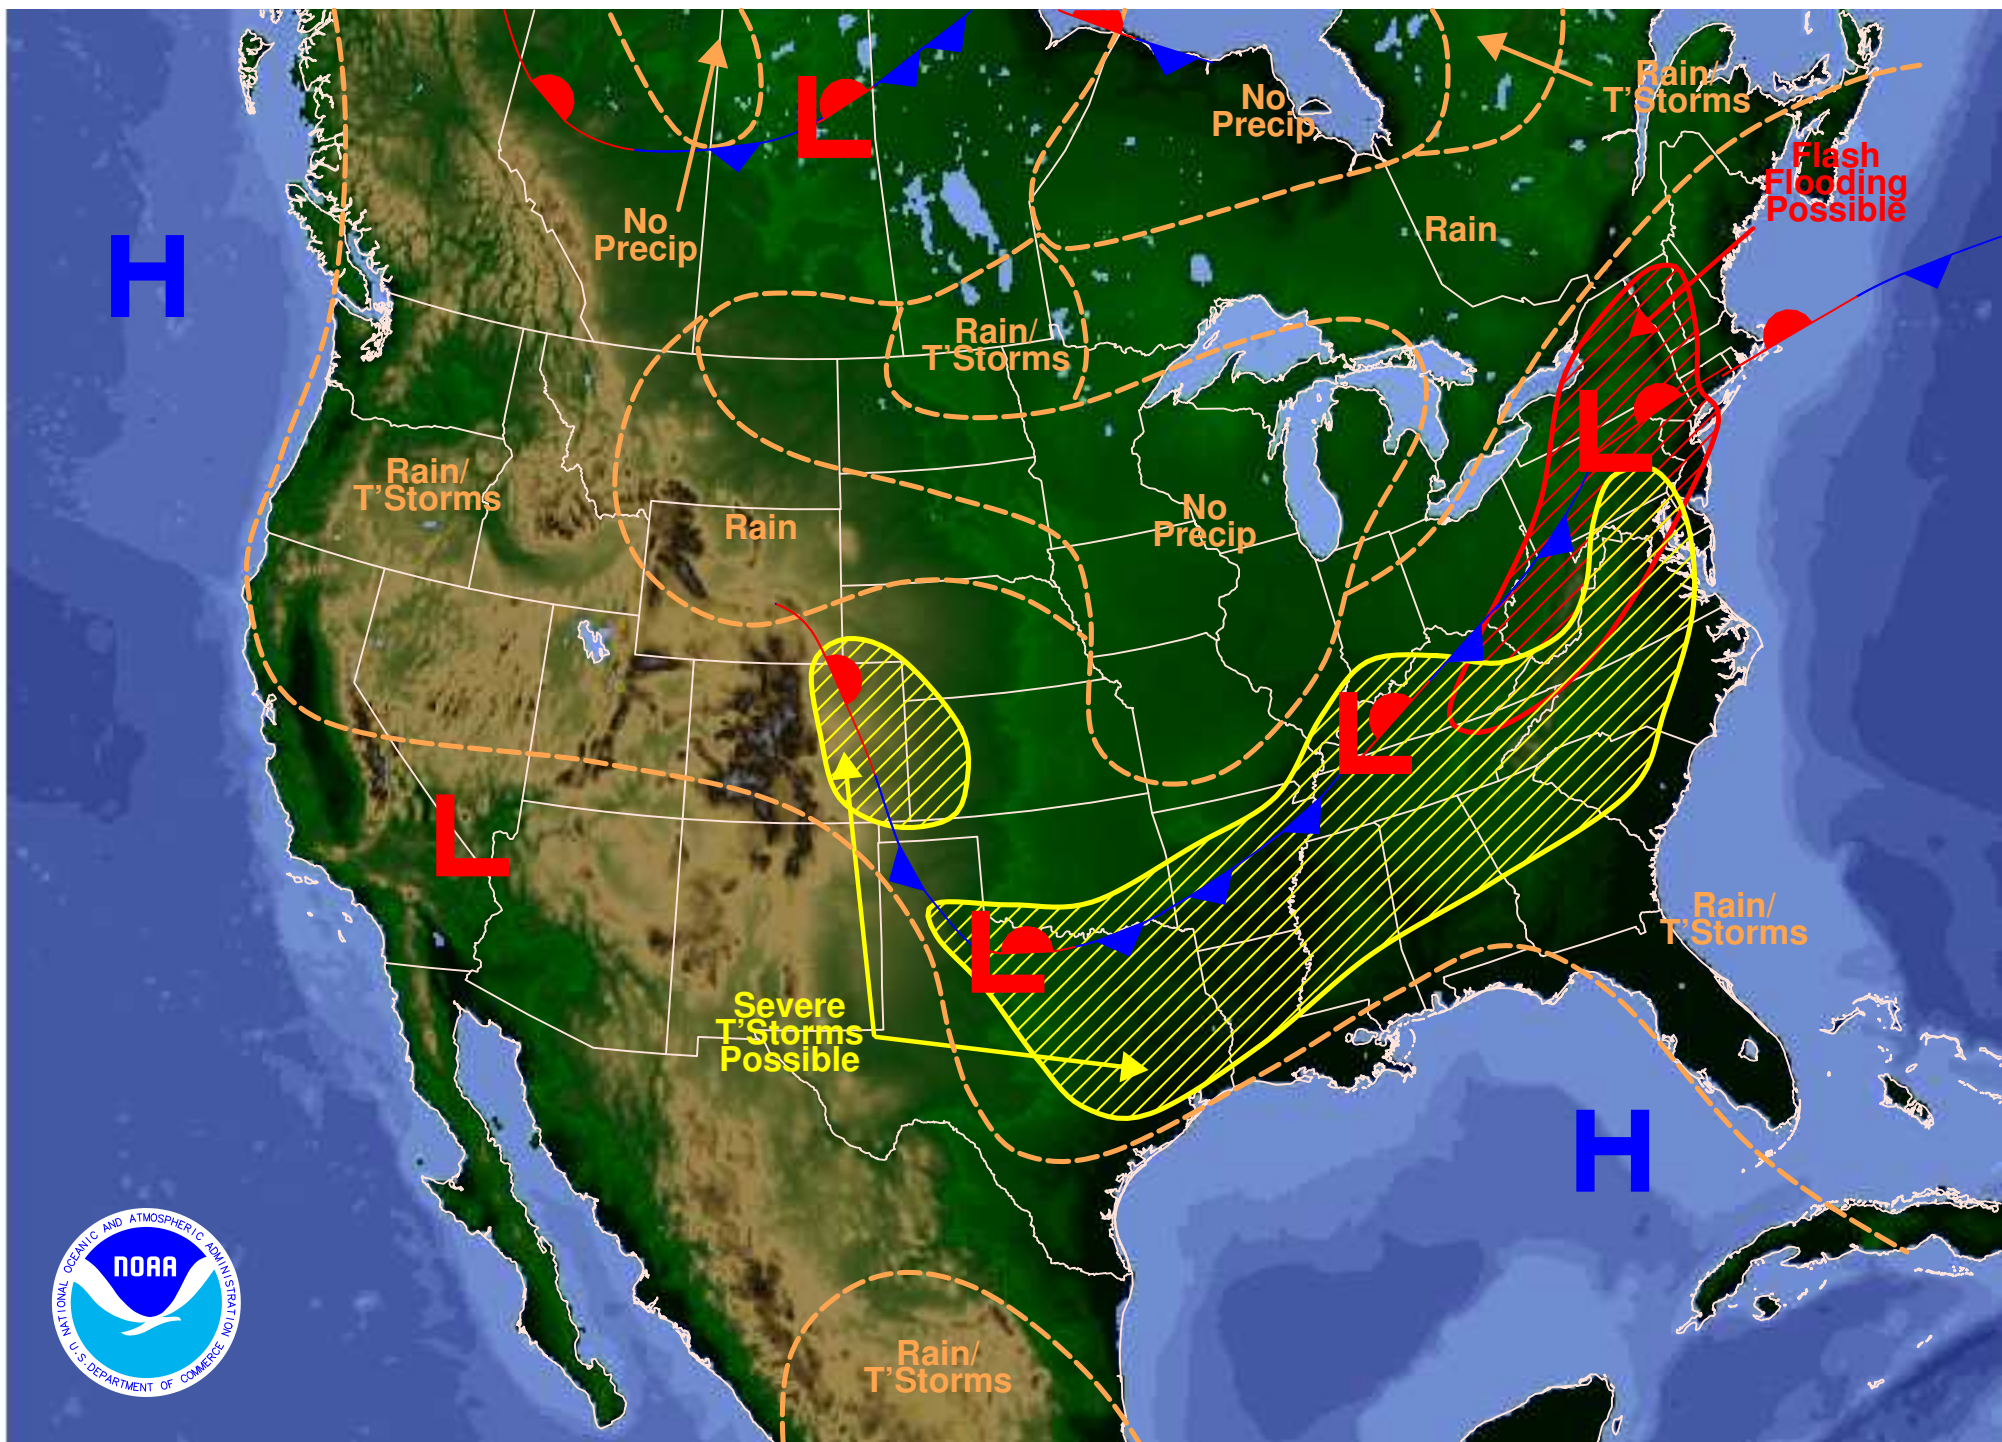 Rain/
T'Storms
No
Precip
Flash
Flooding
Possible
No
Precip
Rain
H
L
Rain/
T'Storms
Rain/
T'Storms
Rain
No
Precip
L
L
L
L
Rain/
T'Storms
Severe
T'Storms
Possible
L
H
NATIONAL OCEANIC AND ATMOSPHERIC ADMINISTRATION
NOAA
U.S. DEPARTMENT OF COMMERCE
Rain/
T'Storms